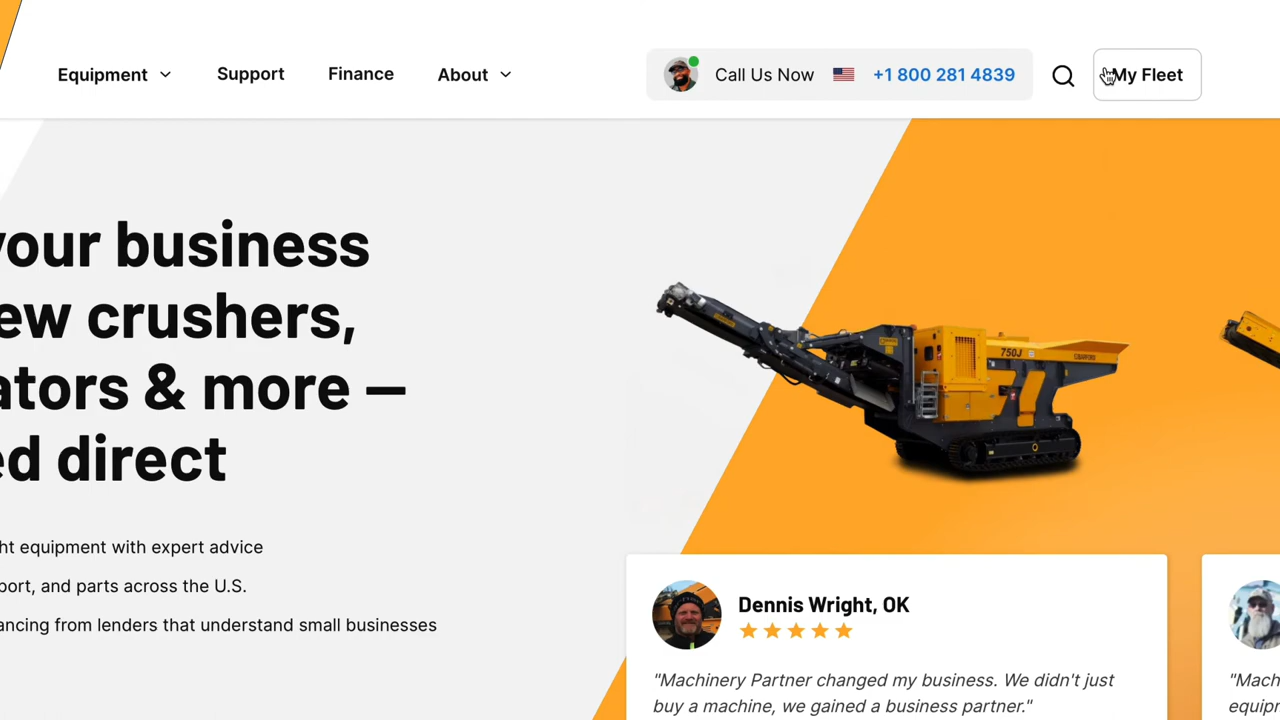 Equipment
Support
Finance
About
Call Us Now
+1 800 281 4839
My Fleet
your business
ew crushers,
ators & more –
ed direct
ht equipment with expert advice
port, and parts across the U.S.
ancing from lenders that understand small businesses
750J
Dennis Wright, OK
"Machinery Partner changed my business. We didn't just
buy a machine, we gained a business partner."
"Mach
equipr